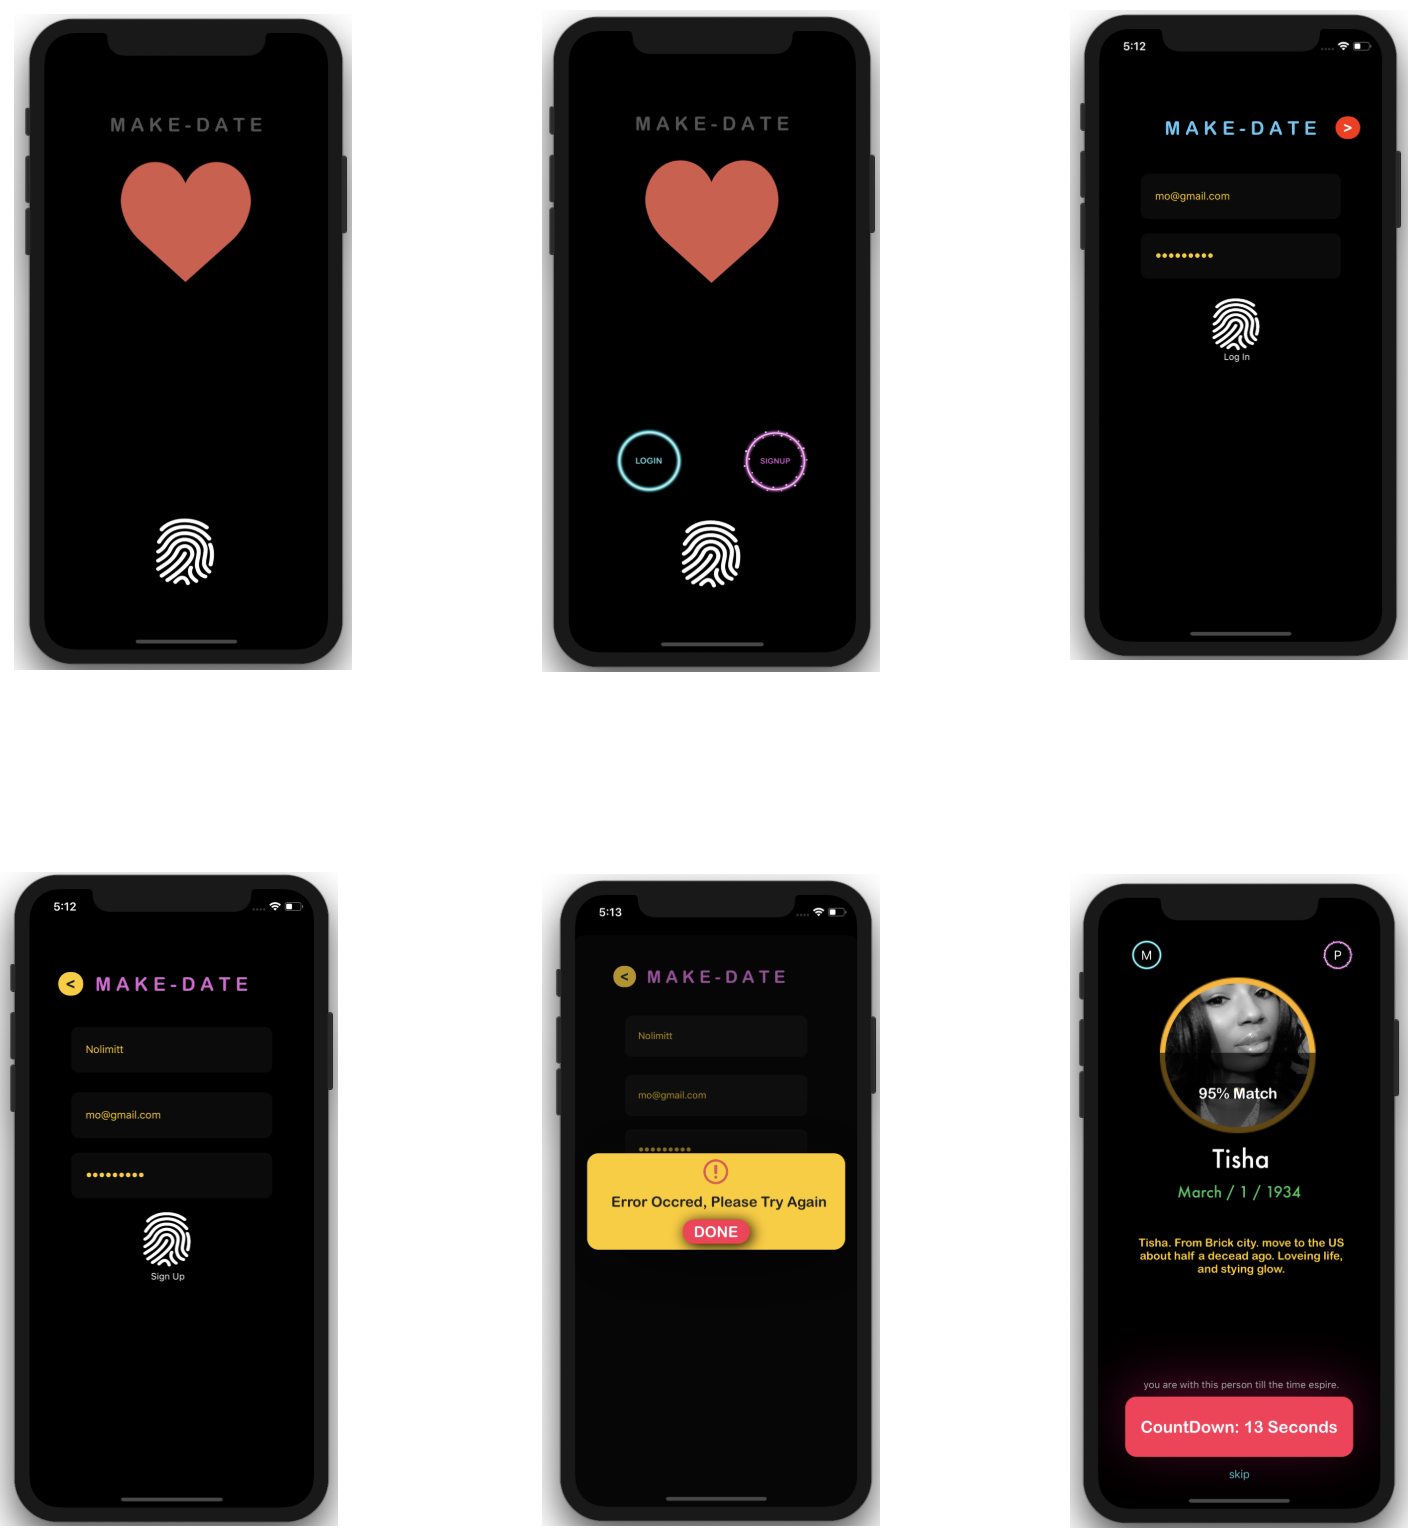 MAKE-DATE
MAKE-DATE
LOGIN
SIGNUP
5:12
MAKE-DATE >
mo@gmail.com
•••••••••
Log In
5:12
< MAKE-DATE
Nolimitt
mo@gmail.com
•••••••••
Sign Up
5:13
< MAKE-DATE
Nolimitt
mo@gmail.com
•••••••••
!
Error Occred, Please Try Again
DONE
M
P
95% Match
Tisha
March / 1 / 1934
Tisha. From Brick city. move to the US
about half a decead ago. Loveing life,
and stying glow.
you are with this person till the time espire.
CountDown: 13 Seconds
skip